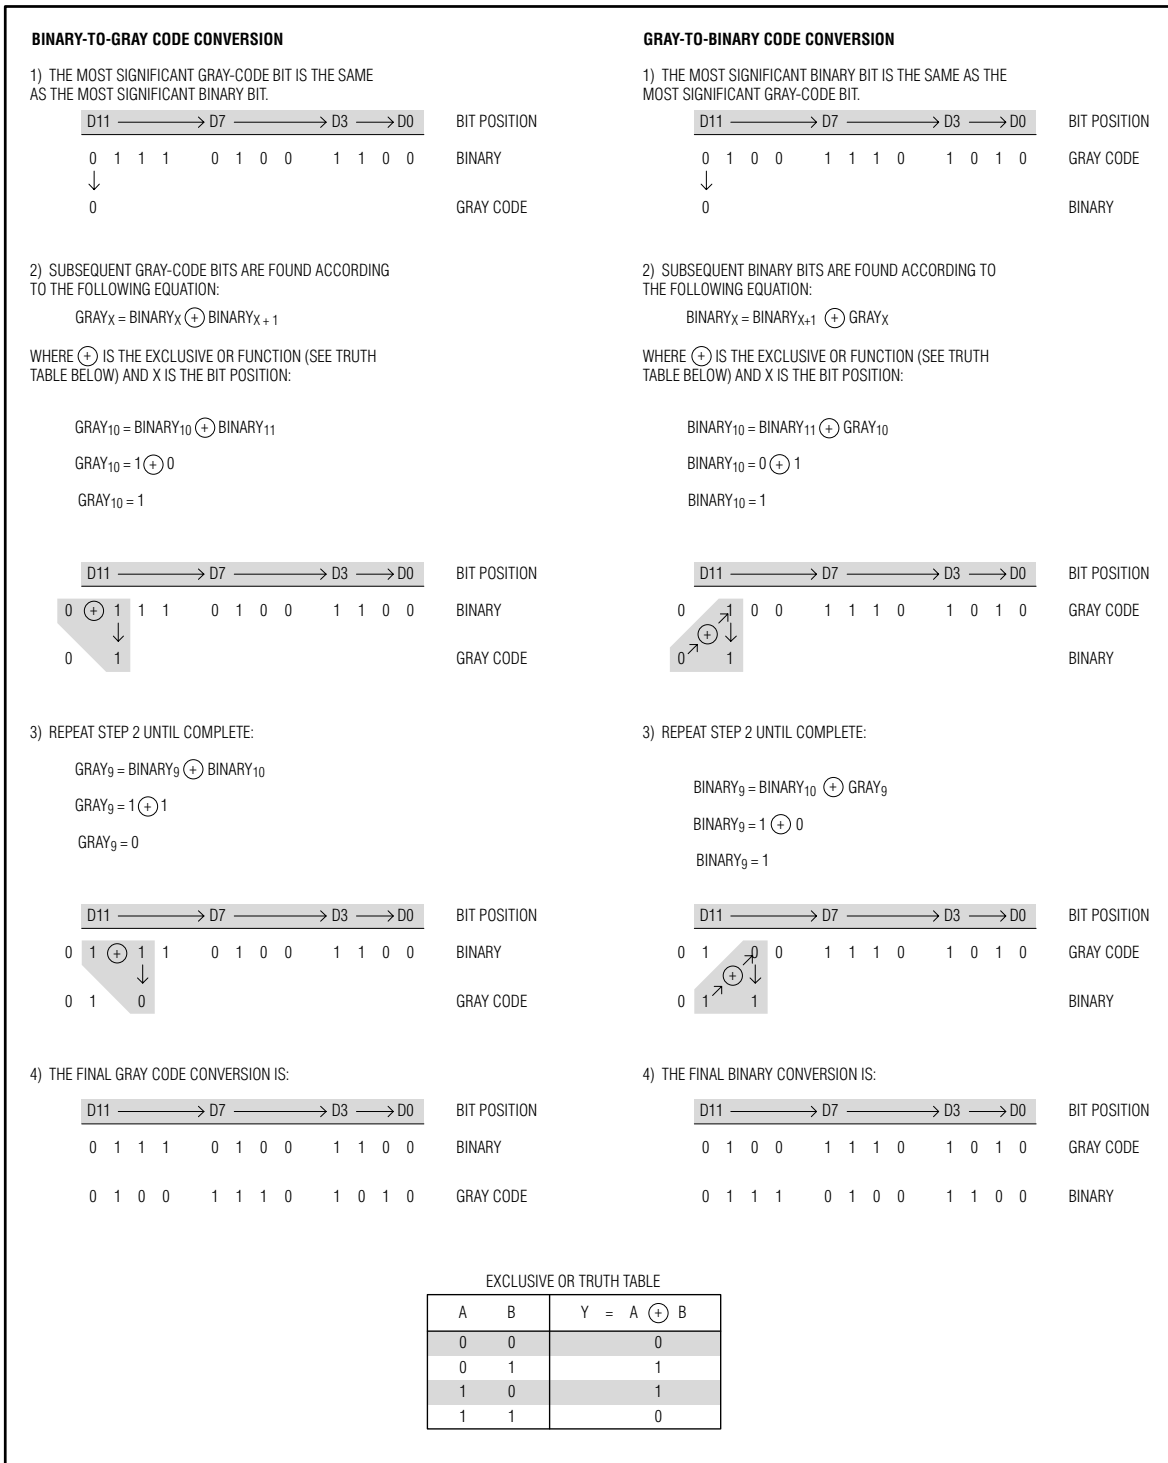 BINARY-TO-GRAY CODE CONVERSION
1) THE MOST SIGNIFICANT GRAY-CODE BIT IS THE SAME
AS THE MOST SIGNIFICANT BINARY BIT.
D11 → D7 → D3 → D0 BIT POSITION
0 1 1 1 0 1 0 0 1 1 0 0 BINARY
↓
0 GRAY CODE
2) SUBSEQUENT GRAY-CODE BITS ARE FOUND ACCORDING
TO THE FOLLOWING EQUATION:
GRAYX = BINARYX ⊕ BINARYX + 1
WHERE ⊕ IS THE EXCLUSIVE OR FUNCTION (SEE TRUTH
TABLE BELOW) AND X IS THE BIT POSITION:
GRAY10 = BINARY10 ⊕ BINARY11
GRAY10 = 1 ⊕ 0
GRAY10 = 1
D11 → D7 → D3 → D0 BIT POSITION
0 ⊕ 1 1 1 0 1 0 0 1 1 0 0 BINARY
↓
0 1 GRAY CODE
3) REPEAT STEP 2 UNTIL COMPLETE:
GRAY9 = BINARY9 ⊕ BINARY10
GRAY9 = 1 ⊕ 1
GRAY9 = 0
D11 → D7 → D3 → D0 BIT POSITION
0 1 ⊕ 1 1 0 1 0 0 1 1 0 0 BINARY
↓
0 1 0 GRAY CODE
4) THE FINAL GRAY CODE CONVERSION IS:
D11 → D7 → D3 → D0 BIT POSITION
0 1 1 1 0 1 0 0 1 1 0 0 BINARY
0 1 0 0 1 1 1 0 1 0 1 0 GRAY CODE
GRAY-TO-BINARY CODE CONVERSION
1) THE MOST SIGNIFICANT BINARY BIT IS THE SAME AS THE
MOST SIGNIFICANT GRAY-CODE BIT.
D11 → D7 → D3 → D0 BIT POSITION
0 1 0 0 1 1 1 0 1 0 1 0 GRAY CODE
↓
0 BINARY
2) SUBSEQUENT BINARY BITS ARE FOUND ACCORDING TO
THE FOLLOWING EQUATION:
BINARYX = BINARYX+1 ⊕ GRAYX
WHERE ⊕ IS THE EXCLUSIVE OR FUNCTION (SEE TRUTH
TABLE BELOW) AND X IS THE BIT POSITION:
BINARY10 = BINARY11 ⊕ GRAY10
BINARY10 = 0 ⊕ 1
BINARY10 = 1
D11 → D7 → D3 → D0 BIT POSITION
0 1 0 0 1 1 1 0 1 0 1 0 GRAY CODE
⊕ ↓
0 1 BINARY
3) REPEAT STEP 2 UNTIL COMPLETE:
BINARY9 = BINARY10 ⊕ GRAY9
BINARY9 = 1 ⊕ 0
BINARY9 = 1
D11 → D7 → D3 → D0 BIT POSITION
0 1 0 0 1 1 1 0 1 0 1 0 GRAY CODE
⊕ ↓
0 1 1 BINARY
4) THE FINAL BINARY CONVERSION IS:
D11 → D7 → D3 → D0 BIT POSITION
0 1 0 0 1 1 1 0 1 0 1 0 GRAY CODE
0 1 1 1 0 1 0 0 1 1 0 0 BINARY
EXCLUSIVE OR TRUTH TABLE
A B Y = A ⊕ B
0 0 0
0 1 1
1 0 1
1 1 0